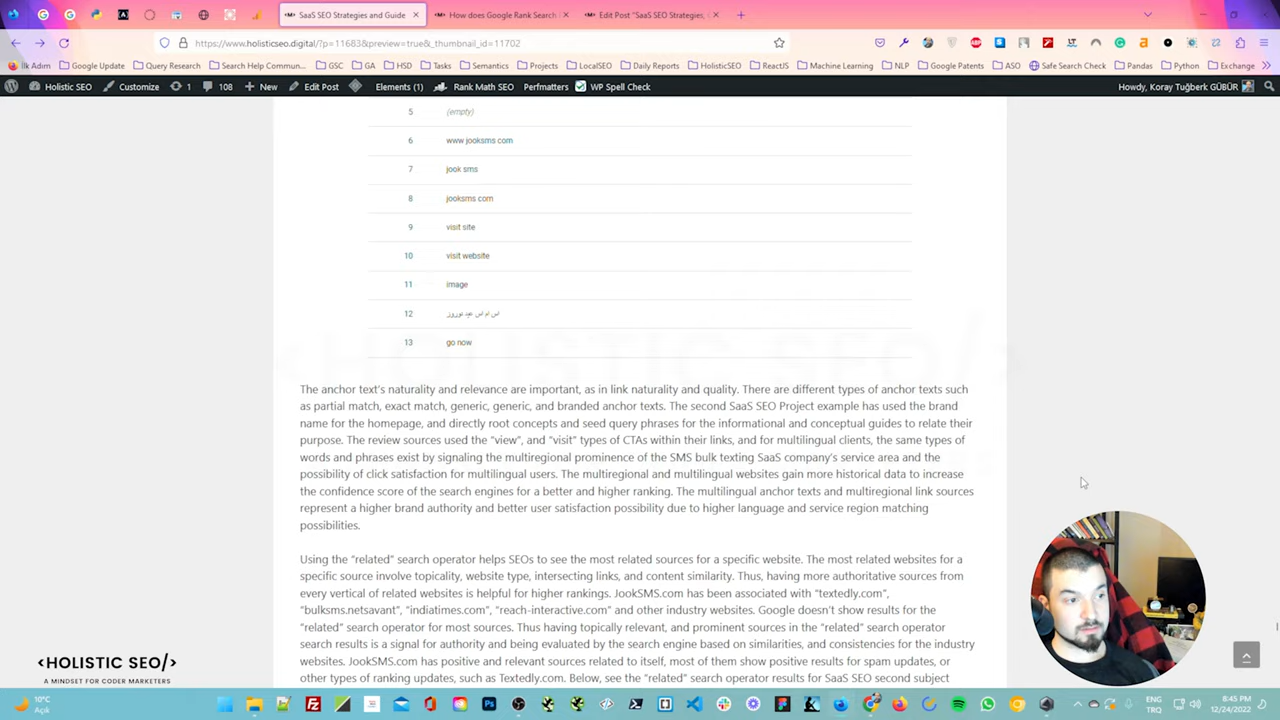 SaaS SEO Strategies and Guide
How does Google Rank Search
Edit Post "SaaS SEO Strategies,
https://www.holisticseo.digital/?p=11683&preview=true&_thumbnail_id=11702
İlk Adım Google Update Query Research Search Help Commun... GSC GA HSD Tasks Semantics Projects LocalSEO Daily Reports HolisticSEO ReactJS Machine Learning NLP Google Patents ASO Safe Search Check Pandas Python Exchange
Holistic SEO Customize 1 108 New Edit Post Elements (1) Rank Math SEO Perfmatters WP Spell Check Howdy, Koray Tuğberk GÜBÜR
5 (empty)
6 www jooksms com
7 jook sms
8 jooksms com
9 visit site
10 visit website
11 image
12 اس ام اس عید نوروز
13 go now
The anchor text's naturality and relevance are important, as in link naturality and quality. There are different types of anchor texts such
as partial match, exact match, generic, generic, and branded anchor texts. The second SaaS SEO Project example has used the brand
name for the homepage, and directly root concepts and seed query phrases for the informational and conceptual guides to relate their
purpose. The review sources used the "view", and "visit" types of CTAs within their links, and for multilingual clients, the same types of
words and phrases exist by signaling the multiregional prominence of the SMS bulk texting SaaS company's service area and the
possibility of click satisfaction for multilingual users. The multiregional and multilingual websites gain more historical data to increase
the confidence score of the search engines for a better and higher ranking. The multilingual anchor texts and multiregional link sources
represent a higher brand authority and better user satisfaction possibility due to higher language and service region matching
possibilities.
Using the "related" search operator helps SEOs to see the most related sources for a specific website. The most related websites for a
specific source involve topicality, website type, intersecting links, and content similarity. Thus, having more authoritative sources from
every vertical of related websites is helpful for higher rankings. JookSMS.com has been associated with "textedly.com",
"bulksms.netsavant", "indiatimes.com", "reach-interactive.com" and other industry websites. Google doesn't show results for the
"related" search operator for most sources. Thus having topically relevant, and prominent sources in the "related" search operator
search results is a signal for authority and being evaluated by the search engine based on similarities, and consistencies for the industry
websites. JookSMS.com has positive and relevant sources related to itself, most of them show positive results for spam updates, or
other types of ranking updates, such as Textedly.com. Below, see the "related" search operator results for SaaS SEO second subject
<HOLISTIC SEO/>
A MINDSET FOR CODER MARKETERS
10°C
Açık
ENG
TRQ
8:45 PM
12/24/2022